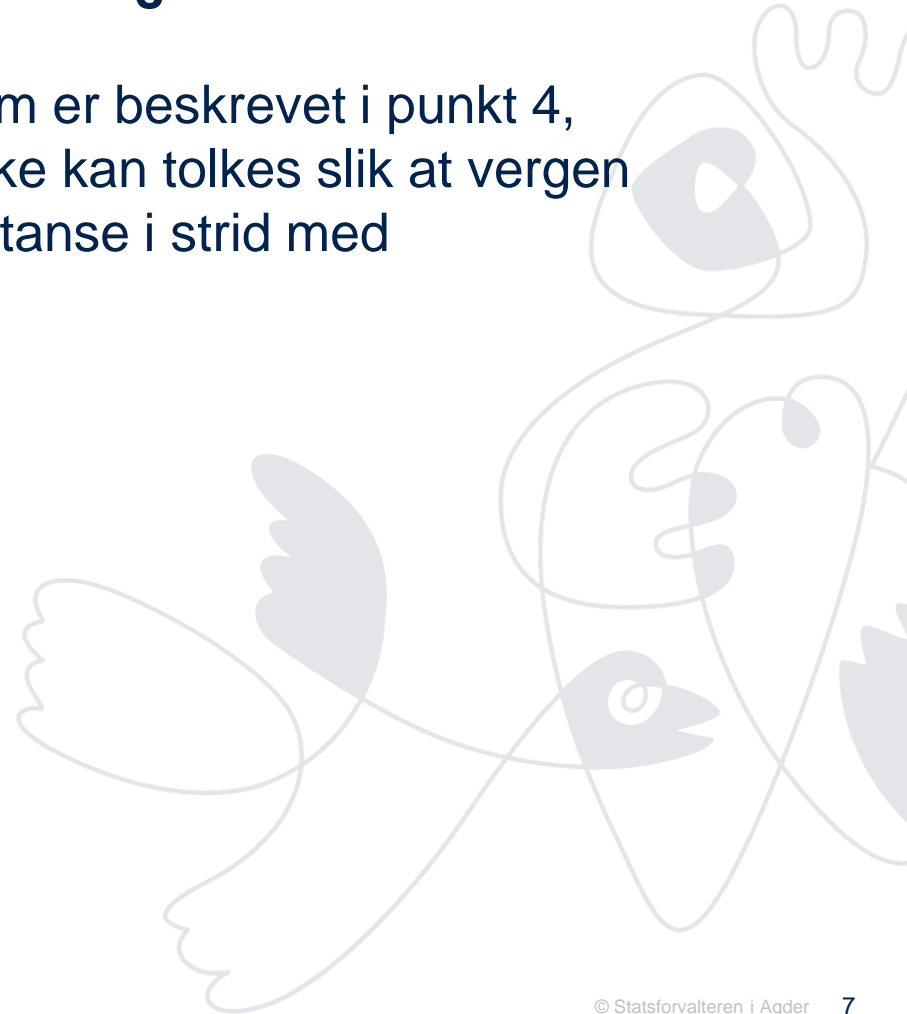 m er beskrevet i punkt 4,
ke kan tolkes slik at vergen
tanse i strid med
© Statsforvalteren i Agder 7